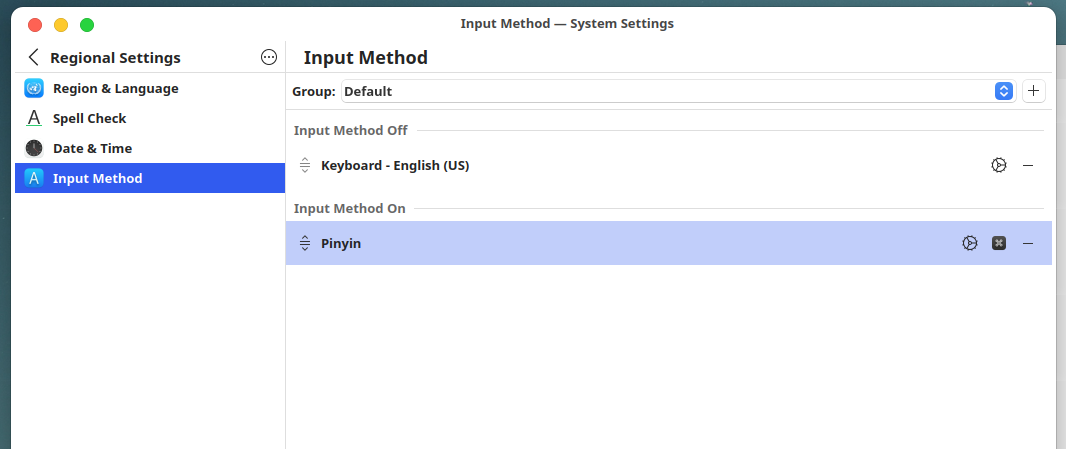 Input Method — System Settings
Regional Settings
Region & Language
Spell Check
Date & Time
Input Method
Input Method
Group: Default
Input Method Off
Keyboard - English (US)
Input Method On
Pinyin